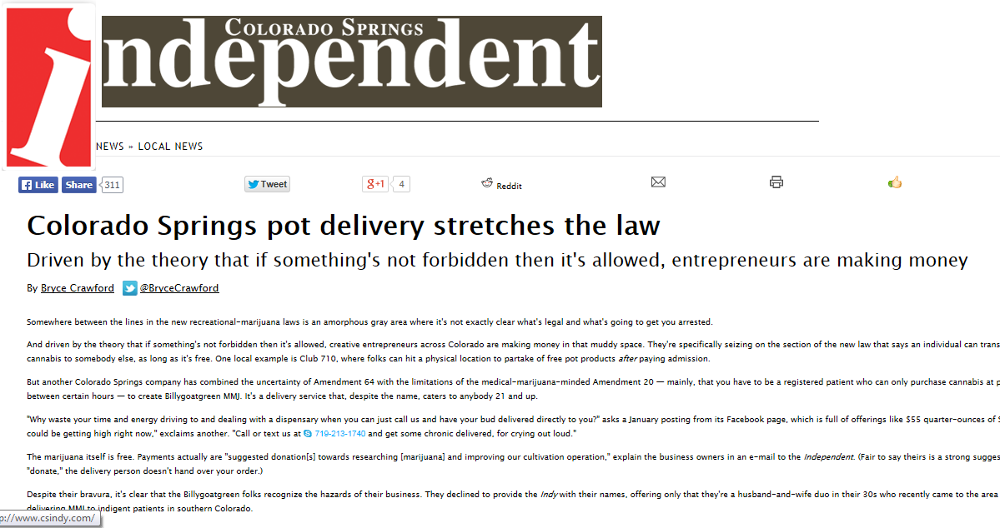 COLORADO SPRINGS
independent
NEWS » LOCAL NEWS
Like Share 311 Tweet g+1 4 Reddit
Colorado Springs pot delivery stretches the law
Driven by the theory that if something's not forbidden then it's allowed, entrepreneurs are making money
By Bryce Crawford @BryceCrawford
Somewhere between the lines in the new recreational-marijuana laws is an amorphous gray area where it's not exactly clear what's legal and what's going to get you arrested.
And driven by the theory that if something's not forbidden then it's allowed, creative entrepreneurs across Colorado are making money in that muddy space. They're specifically seizing on the section of the new law that says an individual can trans
cannabis to somebody else, as long as it's free. One local example is Club 710, where folks can hit a physical location to partake of free pot products after paying admission.
But another Colorado Springs company has combined the uncertainty of Amendment 64 with the limitations of the medical-marijuana-minded Amendment 20 — mainly, that you have to be a registered patient who can only purchase cannabis at p
between certain hours — to create Billygoatgreen MMJ. It's a delivery service that, despite the name, caters to anybody 21 and up.
"Why waste your time and energy driving to and dealing with a dispensary when you can just call us and have your bud delivered directly to you?" asks a January posting from its Facebook page, which is full of offerings like $55 quarter-ounces of S
could be getting high right now," exclaims another. "Call or text us at 719-213-1740 and get some chronic delivered, for crying out loud."
The marijuana itself is free. Payments actually are "suggested donation[s] towards researching [marijuana] and improving our cultivation operation," explain the business owners in an e-mail to the Independent. (Fair to say theirs is a strong sugges
"donate," the delivery person doesn't hand over your order.)
Despite their bravura, it's clear that the Billygoatgreen folks recognize the hazards of their business. They declined to provide the Indy with their names, offering only that they're a husband-and-wife duo in their 30s who recently came to the area
delivering MMJ to indigent patients in southern Colorado.
p://www.csindy.com/